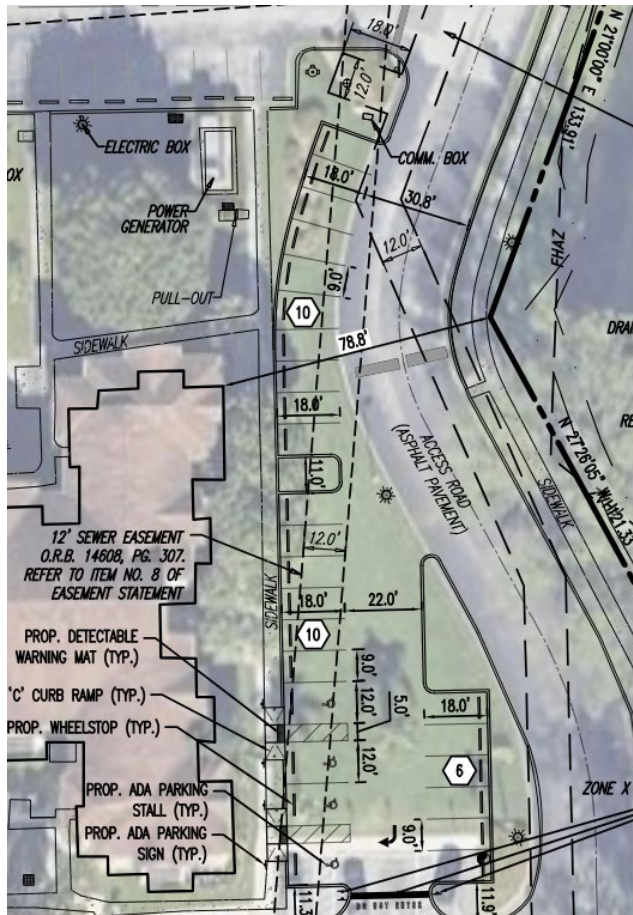 18.0'
12.0'
N 21°00'00" E
133.91'
ELECTRIC BOX
COMM. BOX
18.0'
30.8'
POWER
GENERATOR
FHAZ
12.0'
PULL-OUT
9.0'
10
SIDEWALK
78.8'
18.0'
ACCESS ROAD
(ASPHALT PAVEMENT)
11.0'
N 27°26'05" W
SIDEWALK
12' SEWER EASEMENT
O.R.B. 14608, PG. 307.
REFER TO ITEM NO. 8 OF
EASEMENT STATEMENT
12.0'
SIDEWALK
18.0'
22.0'
10
PROP. DETECTABLE
WARNING MAT (TYP.)
9.0'
'C' CURB RAMP (TYP.)
12.0'
5.0'
18.0'
PROP. WHEELSTOP (TYP.)
12.0'
6
PROP. ADA PARKING
STALL (TYP.)
ZONE X
PROP. ADA PARKING
SIGN (TYP.)
9.0'
DO NOT ENTER
11.3'
11.9'